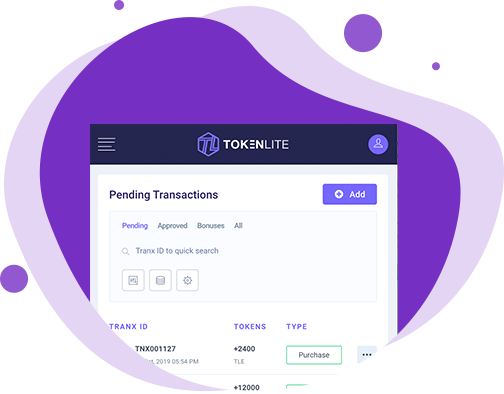 TOKENLITE
Pending Transactions
Add
Pending Approved Bonuses All
Tranx ID to quick search
TRANX ID TOKENS TYPE
TNX001127 +2400 Purchase
2019 05:54 PM TLE
+12000